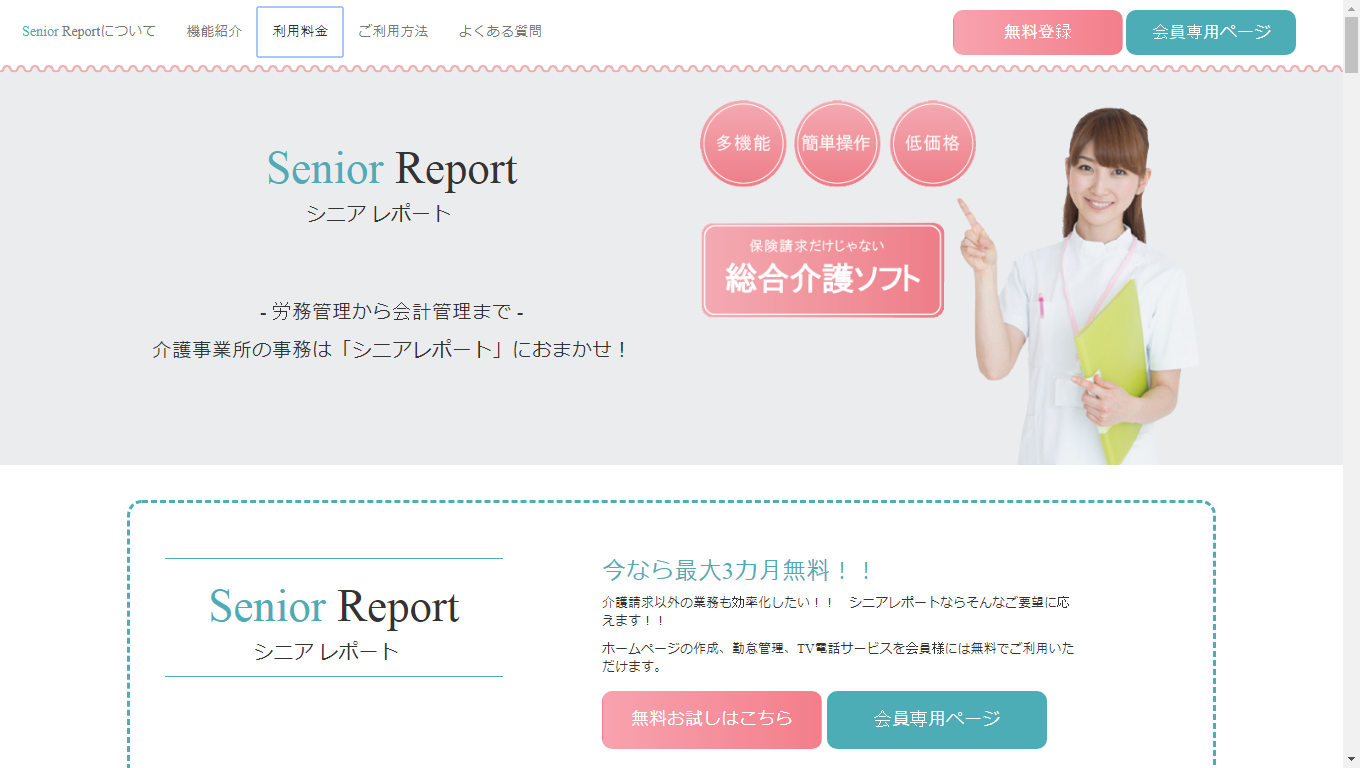 Senior Reportについて
機能紹介
利用料金
ご利用方法
よくある質問
無料登録
会員専用ページ
多機能
簡単操作
低価格
Senior Report
シニア レポート
保険請求だけじゃない
総合介護ソフト
- 労務管理から会計管理まで -
介護事業所の事務は「シニアレポート」におまかせ！
Senior Report
シニア レポート
今なら最大3カ月無料！！
介護請求以外の業務も効率化したい！！　シニアレポートならそんなご要望に応
えます！！
ホームページの作成、勤怠管理、TV電話サービスを会員様には無料でご利用いた
だけます。
無料お試しはこちら
会員専用ページ